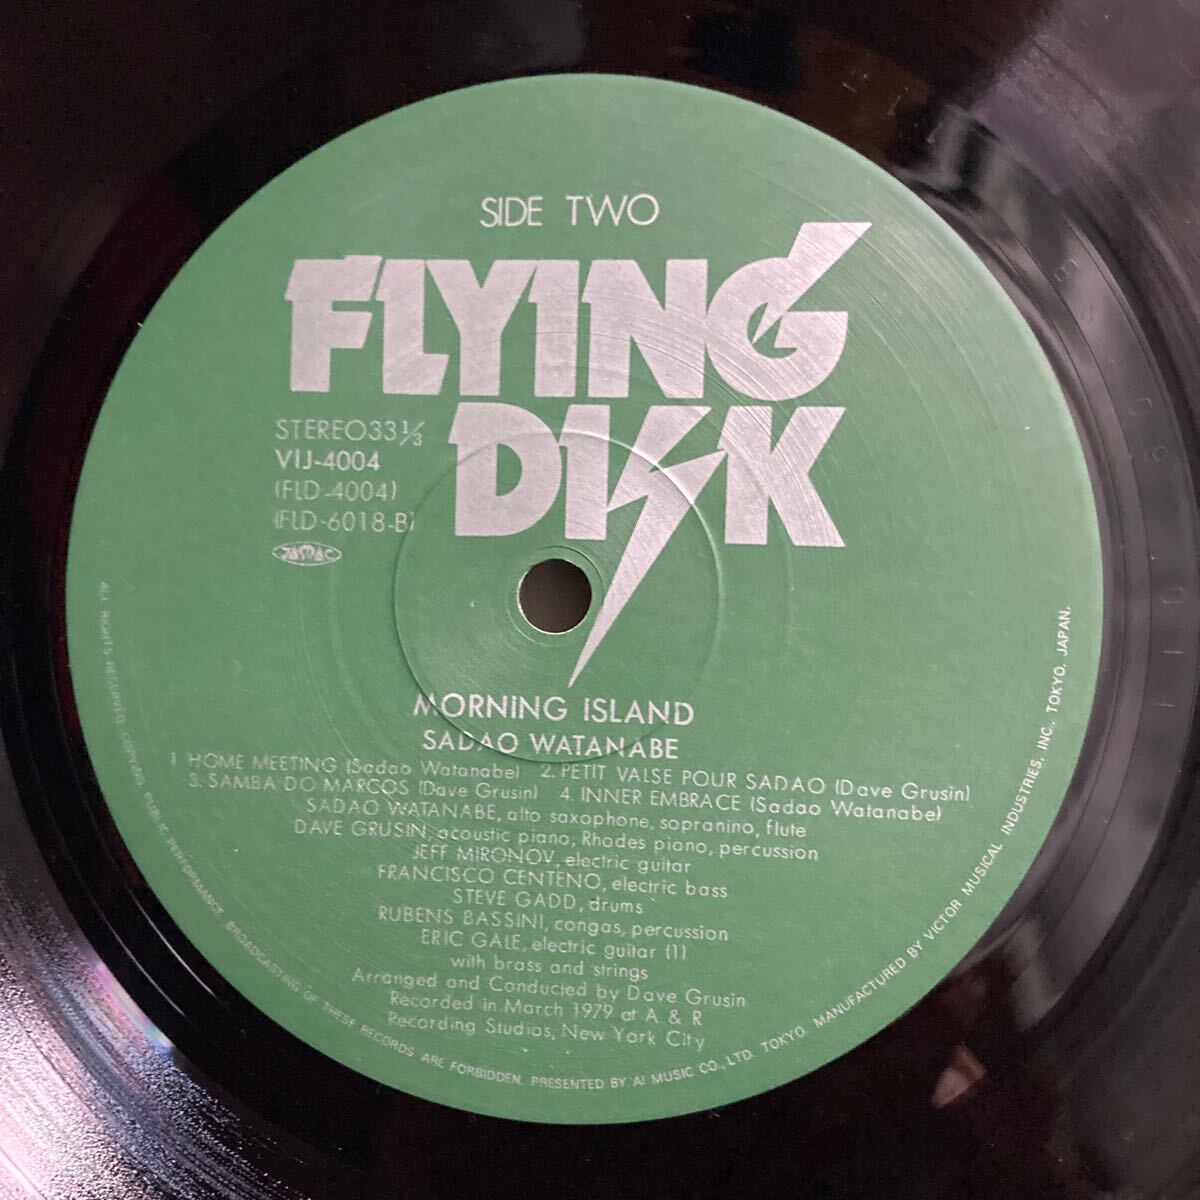 SIDE TWO
FLYING
DISK
STEREO 33 1/3
VIJ-4004
(FLD-4004)
(FLD-6018-B)
JASRAC
MORNING ISLAND
SADAO WATANABE
1 HOME MEETING (Sadao Watanabe) 2. PETIT VALSE POUR SADAO (Dave Grusin)
3. SAMBA DO MARCOS (Dave Grusin) 4. INNER EMBRACE (Sadao Watanabe)
SADAO WATANABE, alto saxophone, sopranino, flute
DAVE GRUSIN, acoustic piano, Rhodes piano, percussion
JEFF MIRONOV, electric guitar
FRANCISCO CENTENO, electric bass
STEVE GADD, drums
RUBENS BASSINI, congas, percussion
ERIC GALE, electric guitar (1)
with brass and strings
Arranged and Conducted by Dave Grusin
Recorded in March 1979 at A & R
Recording Studios, New York City
ALL RIGHTS RESERVED. COPYING, PUBLIC PERFORMANCE, BROADCASTING OF THESE RECORDS ARE FORBIDDEN. PRESENTED BY AI MUSIC CO., LTD. TOKYO. MANUFACTURED BY VICTOR MUSICAL INDUSTRIES, INC., TOKYO, JAPAN.